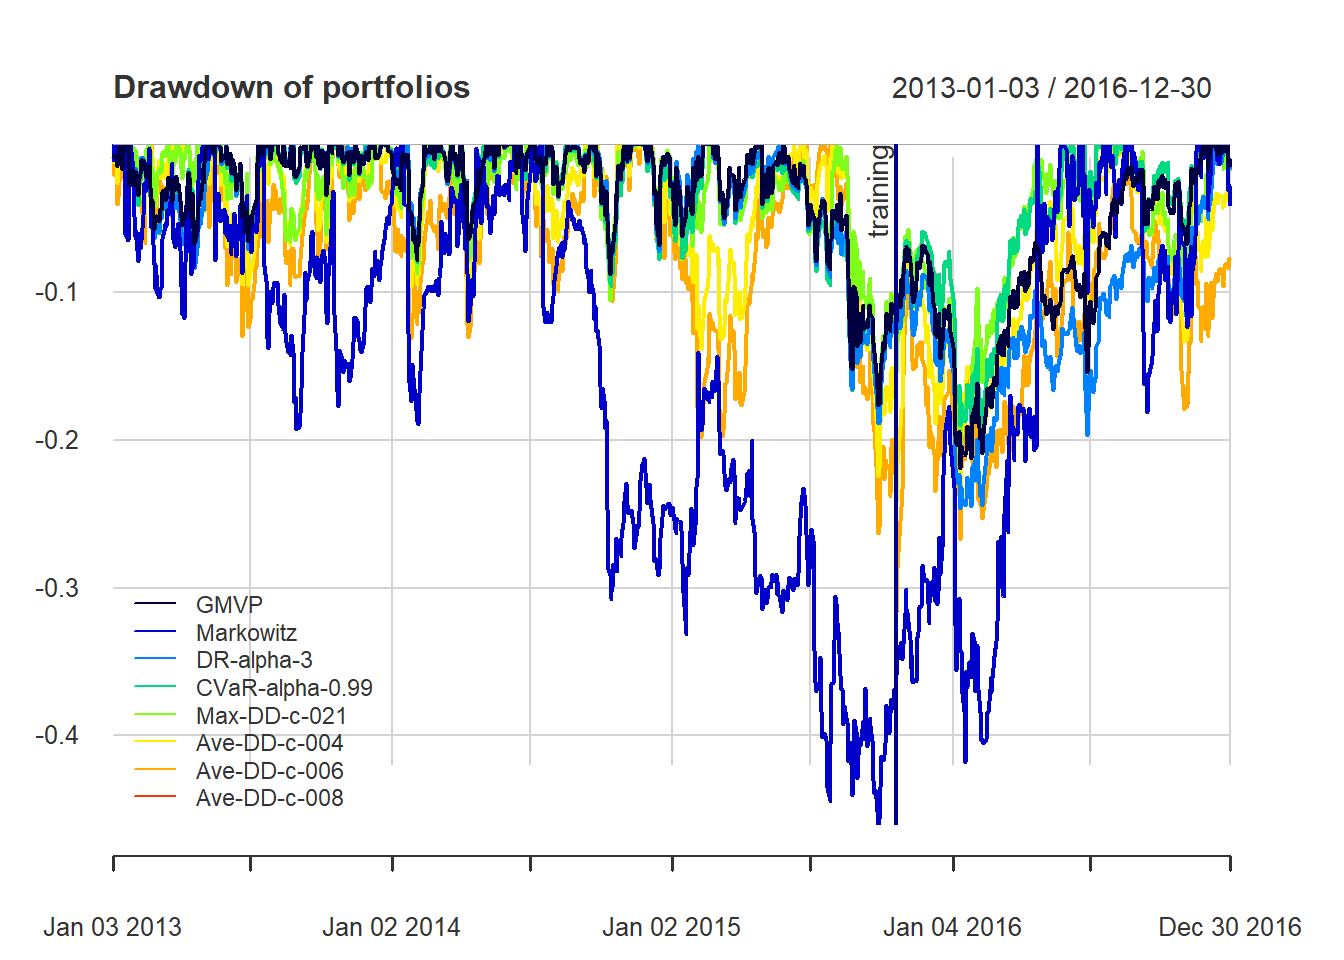 Drawdown of portfolios
2013-01-03 / 2016-12-30
training
-0.1
-0.2
-0.3
-0.4
GMVP
Markowitz
DR-alpha-3
CVaR-alpha-0.99
Max-DD-c-021
Ave-DD-c-004
Ave-DD-c-006
Ave-DD-c-008
Jan 03 2013
Jan 02 2014
Jan 02 2015
Jan 04 2016
Dec 30 2016